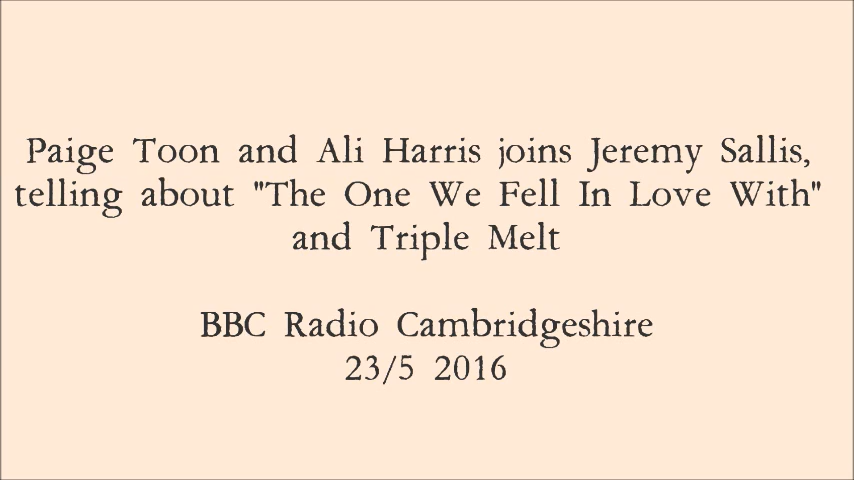 Paige Toon and Ali Harris joins Jeremy Sallis,
telling about "The One We Fell In Love With"
and Triple Melt
BBC Radio Cambridgeshire
23/5 2016